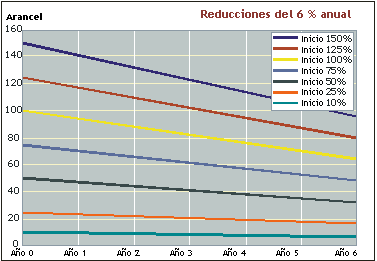 Arancel
Reducciones del 6 % anual
160
140
120
100
80
60
40
20
0
Inicio 150%
Inicio 125%
Inicio 100%
Inicio 75%
Inicio 50%
Inicio 25%
Inicio 10%
Año 0 Año 1 Año 2 Año 3 Año 4 Año 5 Año 6